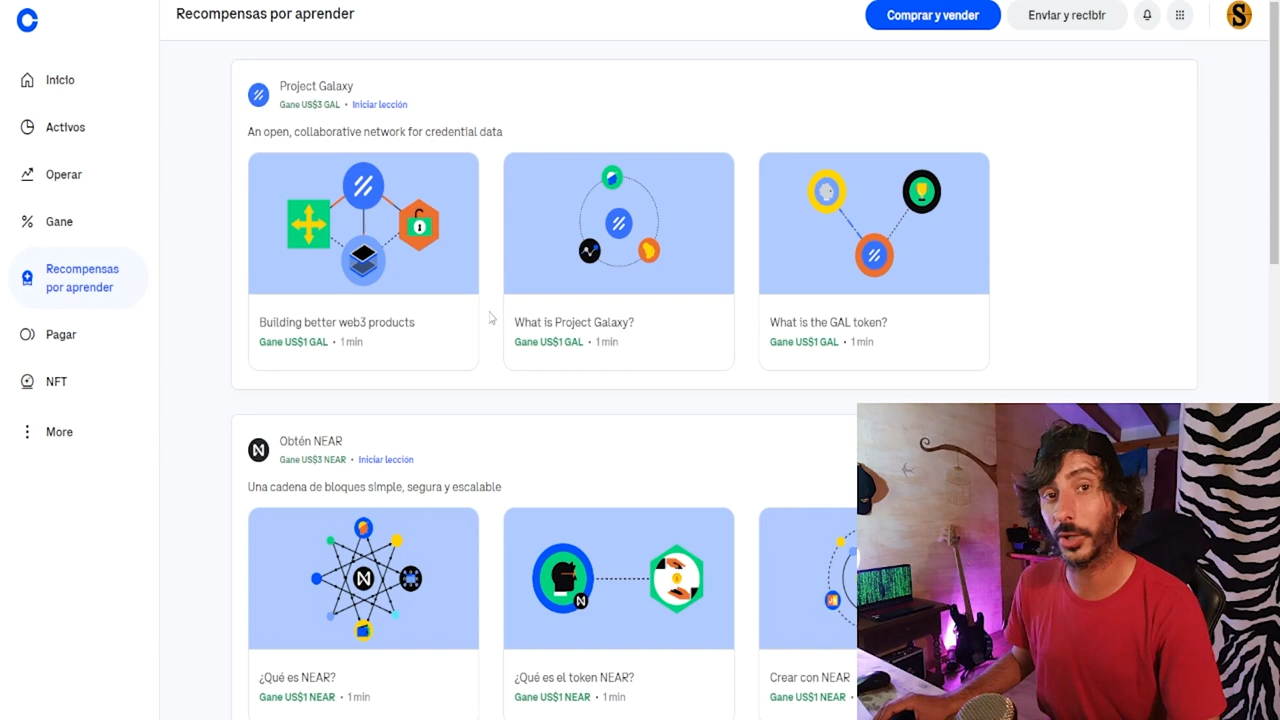 Recompensas por aprender
Comprar y vender
Enviar y recibir
S
Inicio
Activos
Operar
Gane
Recompensas
por aprender
Pagar
NFT
More
Project Galaxy
Gane US$3 GAL • Iniciar lección
An open, collaborative network for credential data
Building better web3 products
Gane US$1 GAL • 1 min
What is Project Galaxy?
Gane US$1 GAL • 1 min
What is the GAL token?
Gane US$1 GAL • 1 min
Obtén NEAR
Gane US$3 NEAR • Iniciar lección
Una cadena de bloques simple, segura y escalable
¿Qué es NEAR?
Gane US$1 NEAR • 1 min
¿Qué es el token NEAR?
Gane US$1 NEAR • 1 min
Crear con NEAR
Gane US$1 NEAR •